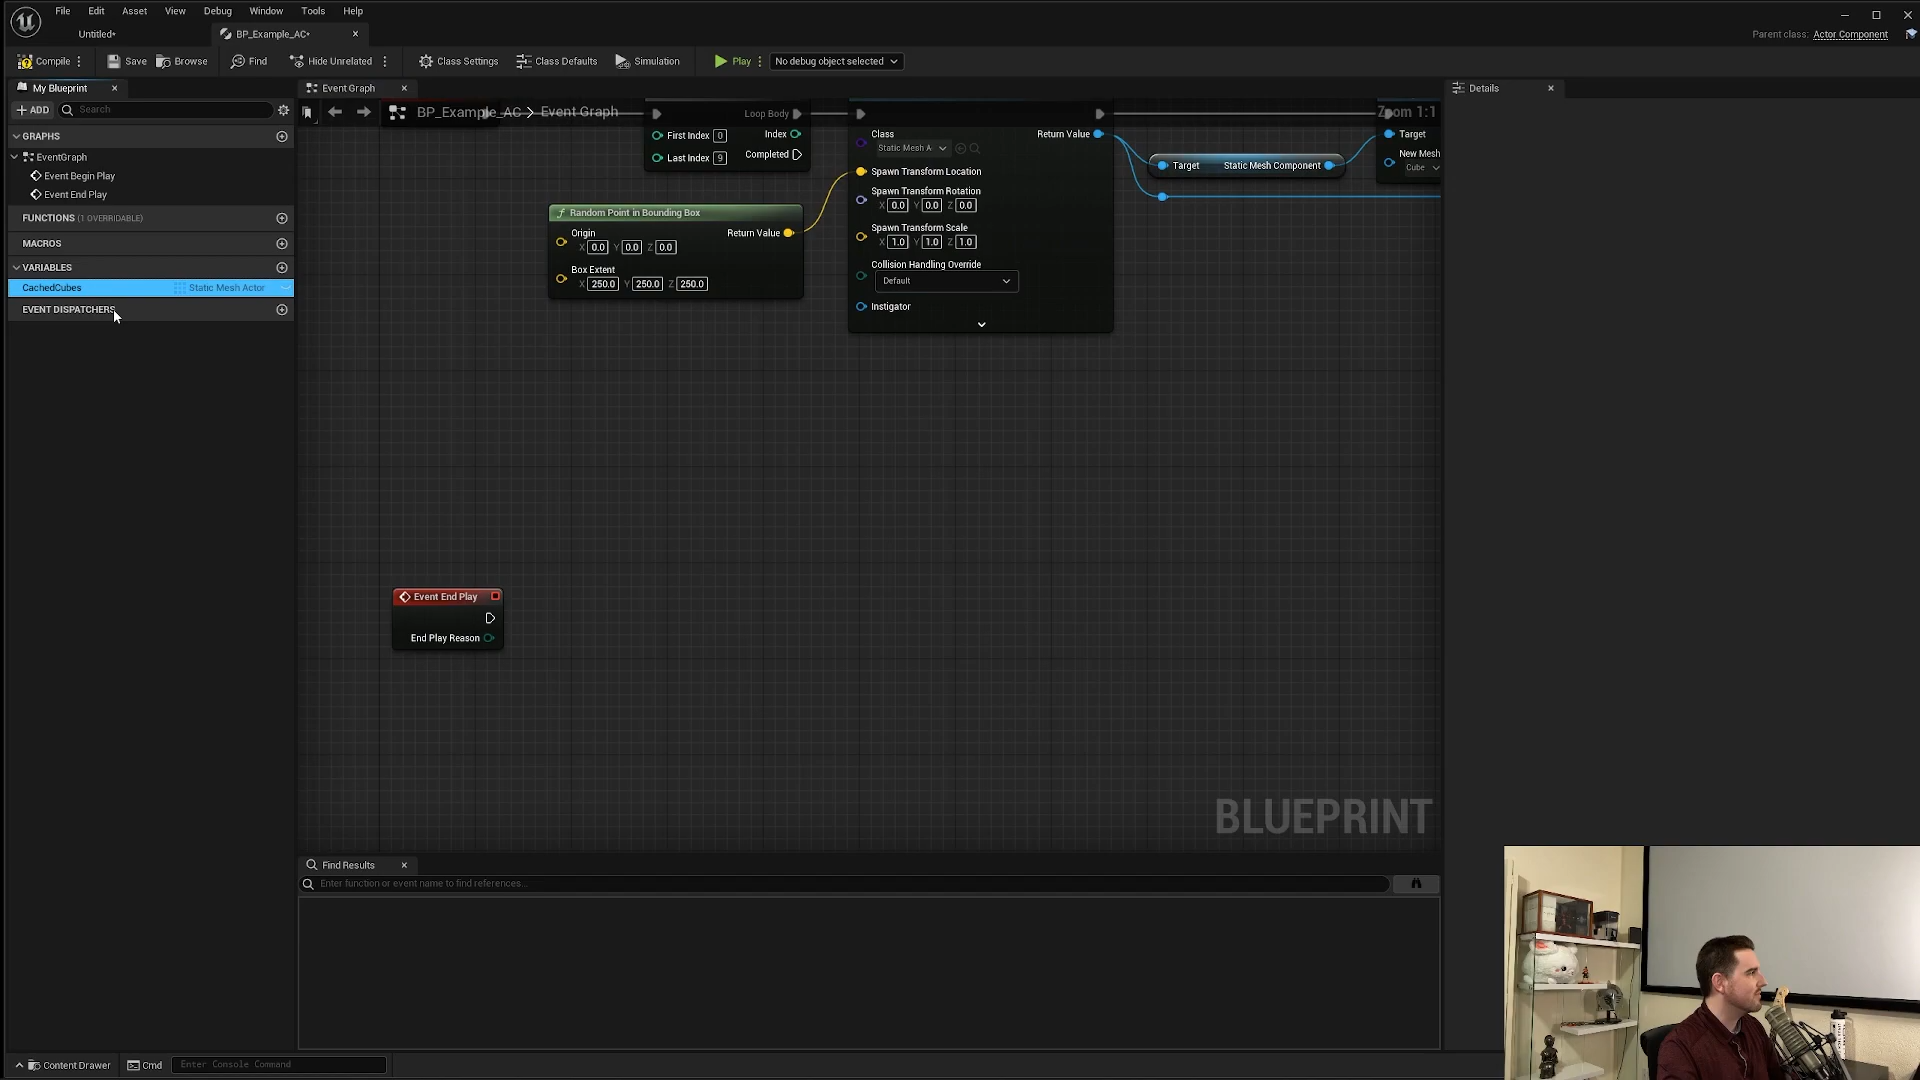 File Edit Asset View Debug Window Tools Help
Untitled*
BP_Example_AC*
Parent class: Actor Component
Compile
Save
Browse
Find
Hide Unrelated
Class Settings
Class Defaults
Simulation
Play
No debug object selected
My Blueprint
ADD
Search
GRAPHS
EventGraph
Event Begin Play
Event End Play
FUNCTIONS (1 OVERRIDABLE)
MACROS
VARIABLES
CachedCubes Static Mesh Actor
EVENT DISPATCHERS
Event Graph
BP_Example_AC > Event Graph
Zoom 1:1
Loop Body
First Index 0 Index
Last Index 9 Completed
Random Point in Bounding Box
Origin Return Value
X 0.0 Y 0.0 Z 0.0
Box Extent
X 250.0 Y 250.0 Z 250.0
Class Return Value
Static Mesh A
Spawn Transform Location
Spawn Transform Rotation
X 0.0 Y 0.0 Z 0.0
Spawn Transform Scale
X 1.0 Y 1.0 Z 1.0
Collision Handling Override
Default
Instigator
Target Static Mesh Component
Target
New Mesh
Cube
Event End Play
End Play Reason
BLUEPRINT
Details
Find Results
Enter function or event name to find references...
Content Drawer
Cmd
Enter Console Command